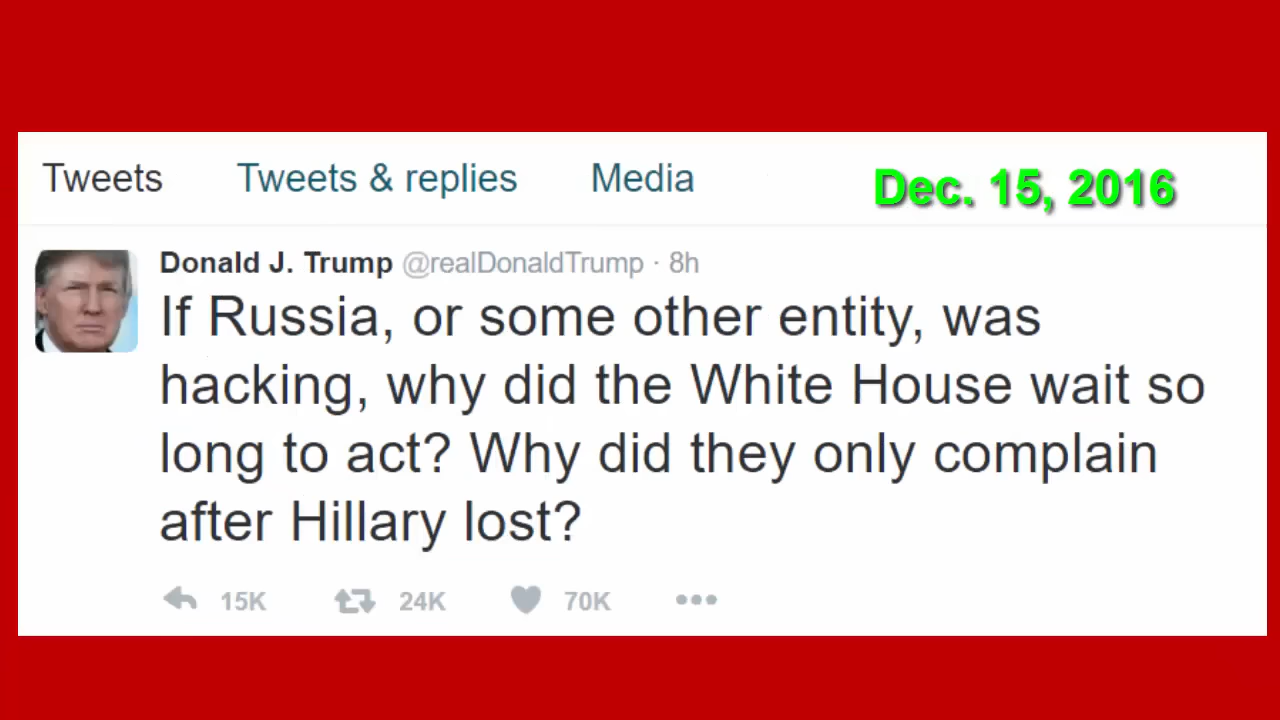 Tweets Tweets & replies Media Dec. 15, 2016
Donald J. Trump @realDonaldTrump · 8h
If Russia, or some other entity, was
hacking, why did the White House wait so
long to act? Why did they only complain
after Hillary lost?
15K 24K 70K